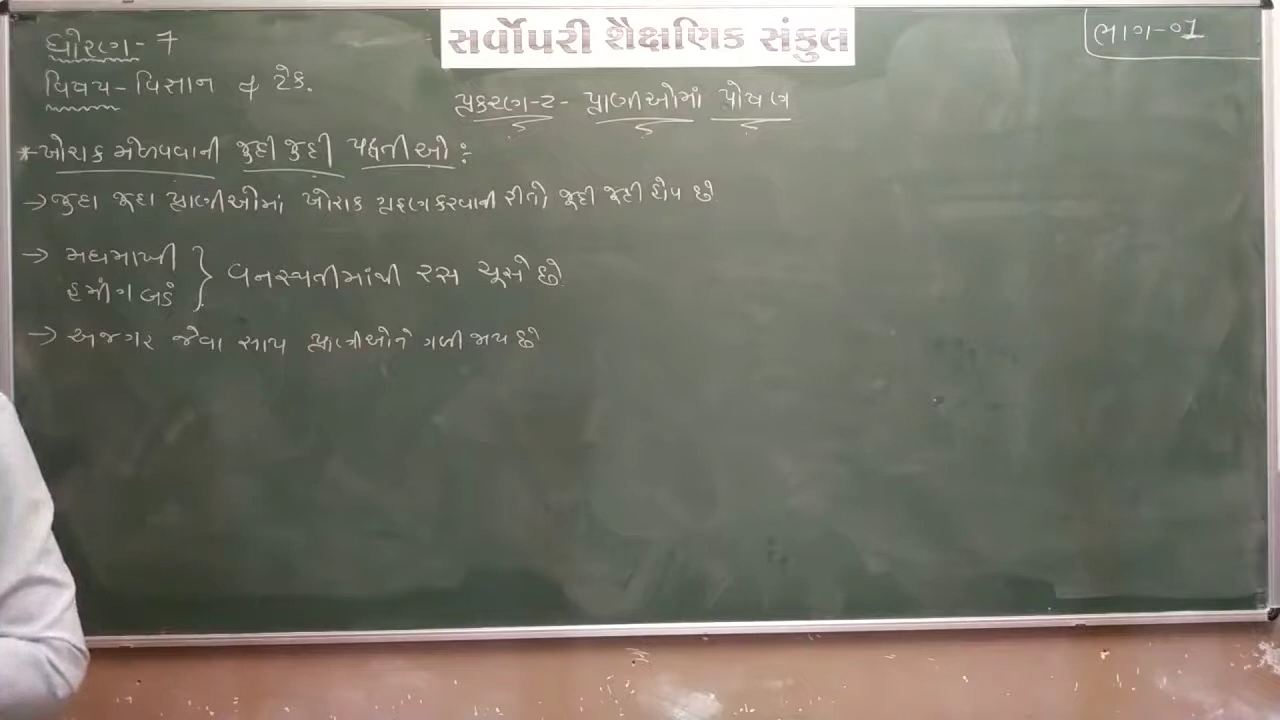 સર્વોપરી શૈક્ષણિક સંકુલ
ભાગ-01
ધોરણ-7
વિષય-વિજ્ઞાન & ટેક.
પ્રકરણ-2- પ્રાણીઓમાં પોષણ
* ખોરાક મેળવવાની જુદી જુદી પદ્ધતીઓ :-
→ જુદા જુદા પ્રાણીઓમાં ખોરાક ગ્રહણ કરવાની રીતો જૂદી જૂદી હોય છે
→ મધમાખી
હમીંગ બર્ડ } વનસ્પતીમાંથી રસ ચૂસે છે
→ અજગર જેવા સાપ પ્રાણીઓને ગળી જાય છે